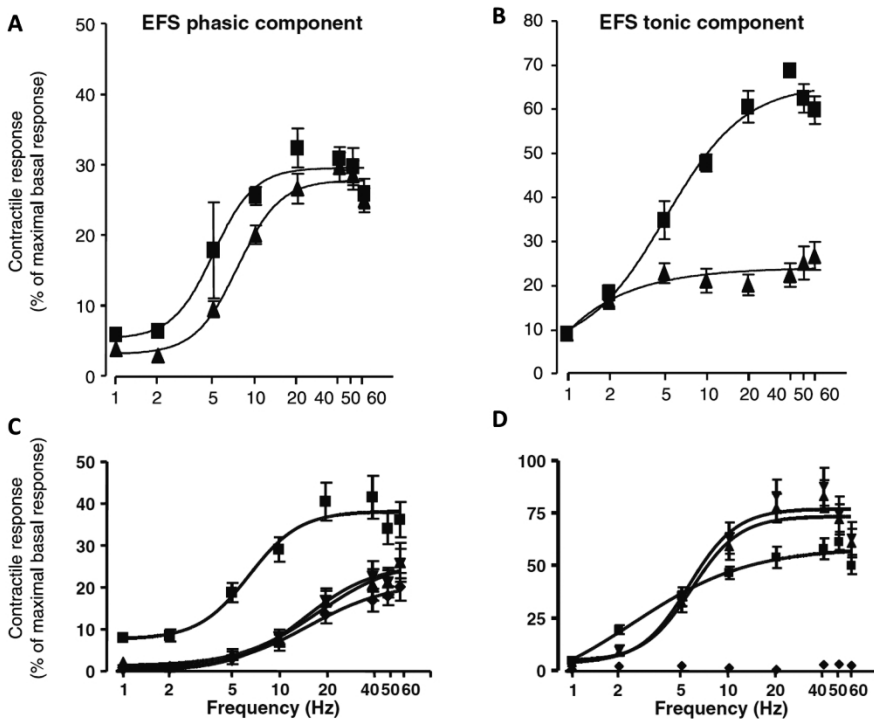 A
EFS phasic component
Contractile response
(% of maximal basal response)
50
40
30
20
10
0
1 2 5 10 20 40 50 60
B
EFS tonic component
80
70
60
50
40
30
20
10
0
1 2 5 10 20 40 50 60
C
Contractile response
(% of maximal basal response)
50
40
30
20
10
0
1 2 5 10 20 40 50 60
Frequency (Hz)
D
100
75
50
25
0
1 2 5 10 20 40 50 60
Frequency (Hz)